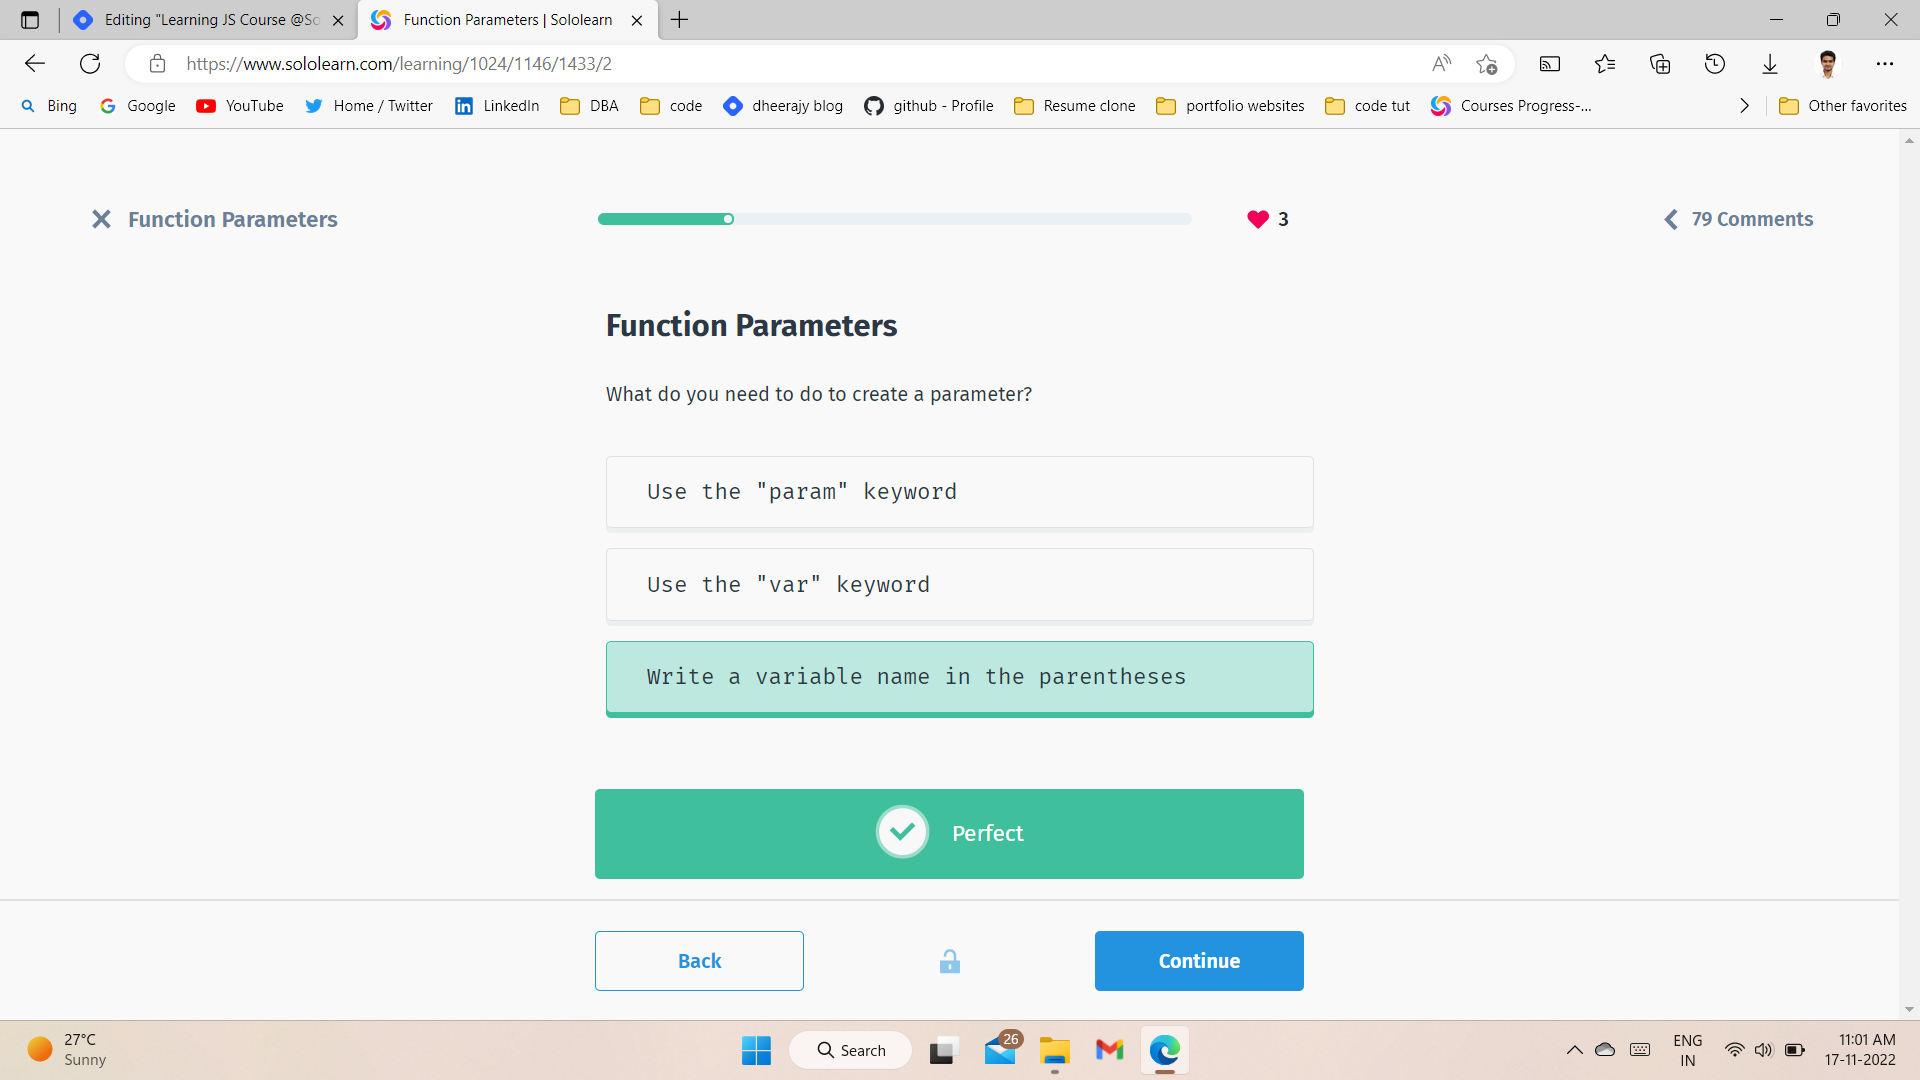 Editing "Learning JS Course @So
Function Parameters | Sololearn
https://www.sololearn.com/learning/1024/1146/1433/2
Bing
Google
YouTube
Home / Twitter
LinkedIn
DBA
code
dheerajy blog
github - Profile
Resume clone
portfolio websites
code tut
Courses Progress-...
Other favorites
Function Parameters
3
79 Comments
Function Parameters
What do you need to do to create a parameter?
Use the "param" keyword
Use the "var" keyword
Write a variable name in the parentheses
Perfect
Back
Continue
27°C
Sunny
Search
26
ENG
IN
11:01 AM
17-11-2022